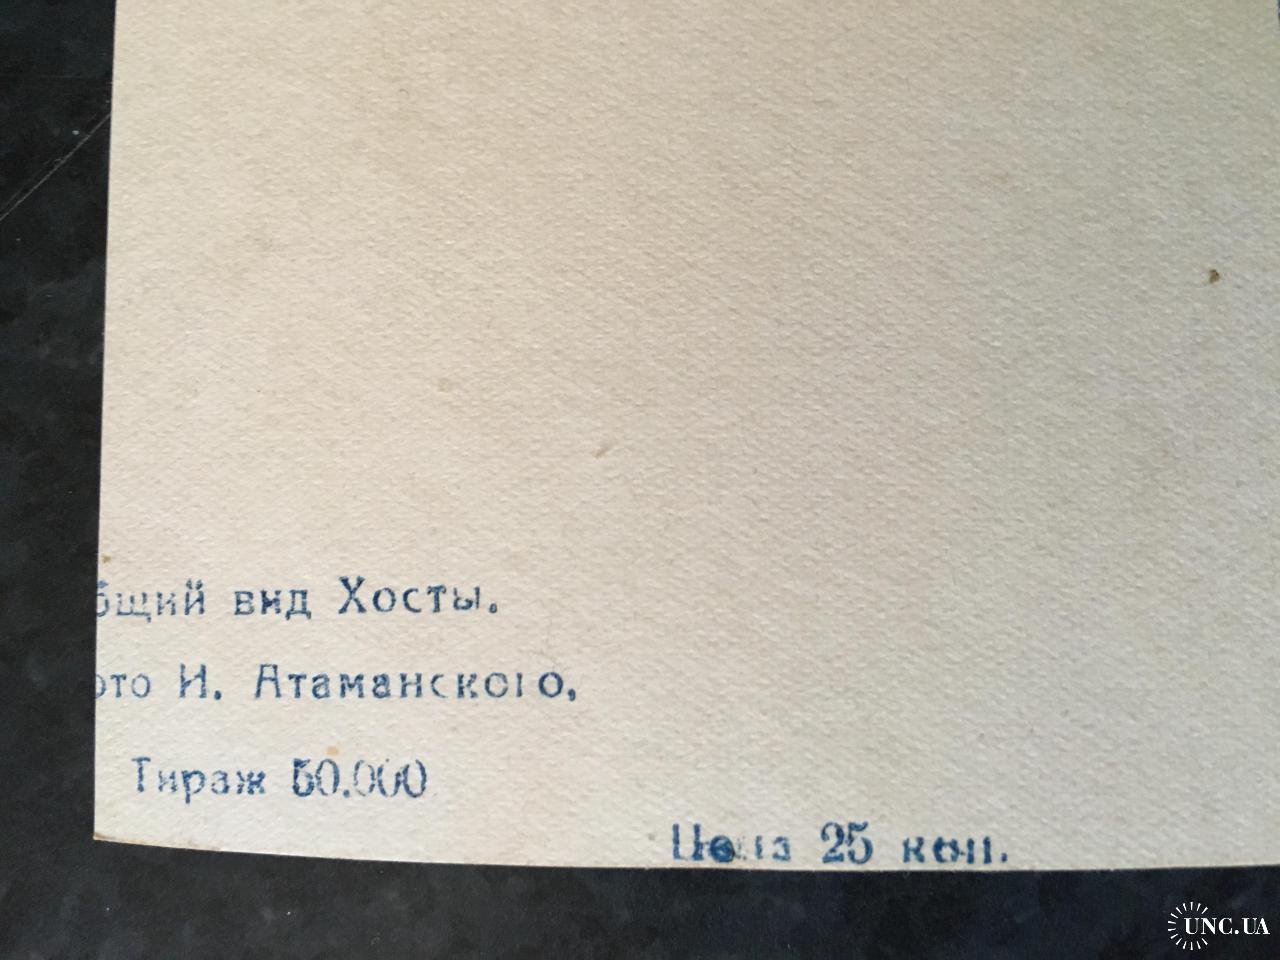 бщий вид Хосты.
ото И. Атаманского,
Тираж 50.000
Цена 25 коп.
UNC.UA